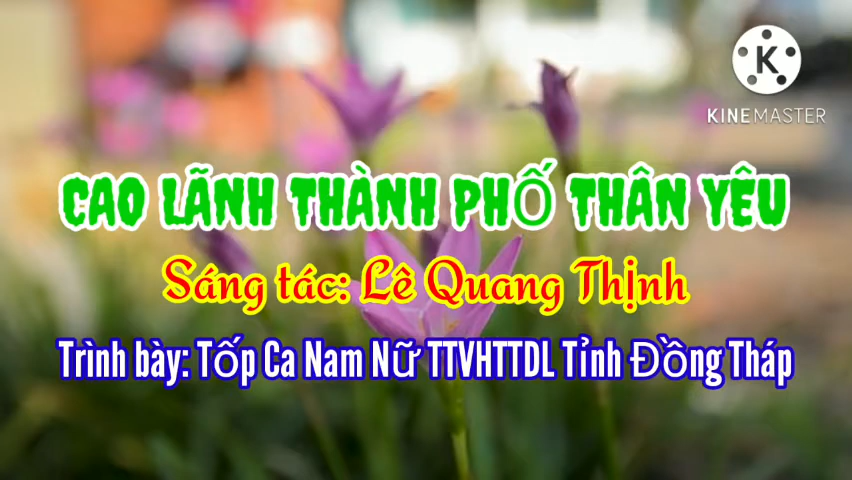 K
KINEMASTER
CAO LÃNH THÀNH PHỐ THÂN YÊU
Sáng tác: Lê Quang Thịnh
Trình bày: Tốp Ca Nam Nữ TTVHTTDL Tỉnh Đồng Tháp